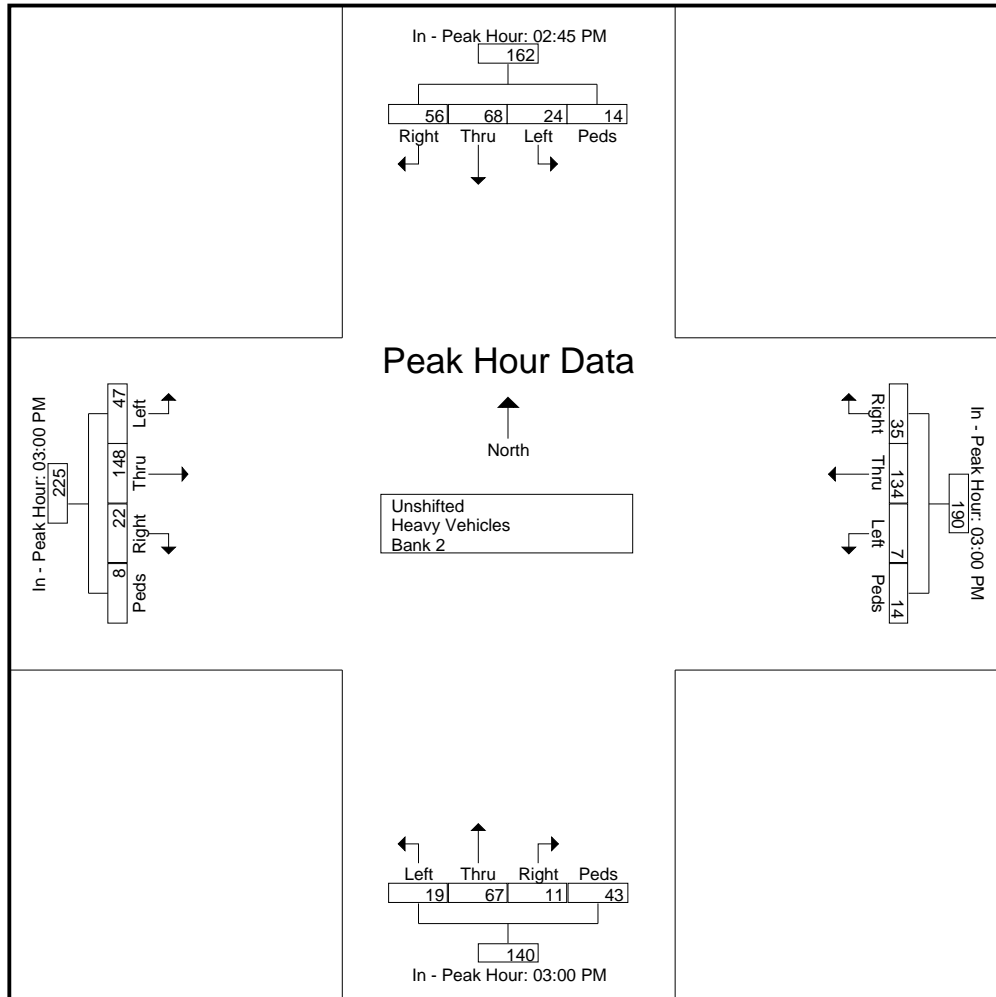 In - Peak Hour: 02:45 PM
162
56 68 24 14
Right Thru Left Peds
Peak Hour Data
North
Unshifted
Heavy Vehicles
Bank 2
In - Peak Hour: 03:00 PM
225
47 148 22 8
Left Thru Right Peds
Right Thru Left Peds
35 134 7 14
190
In - Peak Hour: 03:00 PM
Left Thru Right Peds
19 67 11 43
140
In - Peak Hour: 03:00 PM